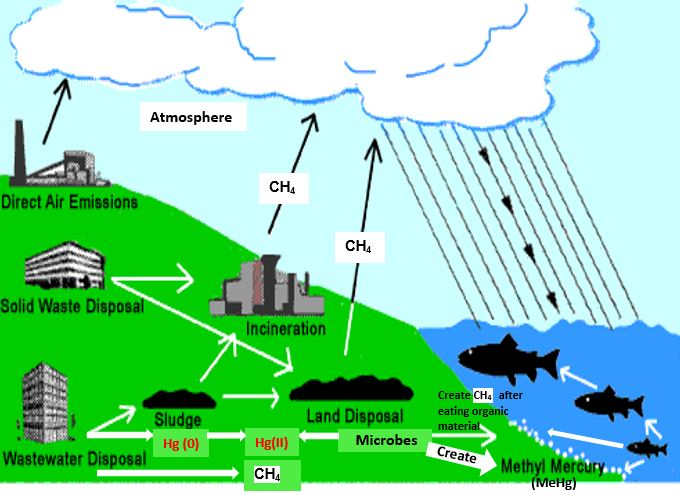 Atmosphere
Direct Air Emissions
CH₄
CH₄
Solid Waste Disposal
Incineration
Sludge
Land Disposal
Create CH₄ after
eating organic
material
Hg (0)
Hg(II)
Microbes
Wastewater Disposal
Create
Methyl Mercury
(MeHg)
CH₄